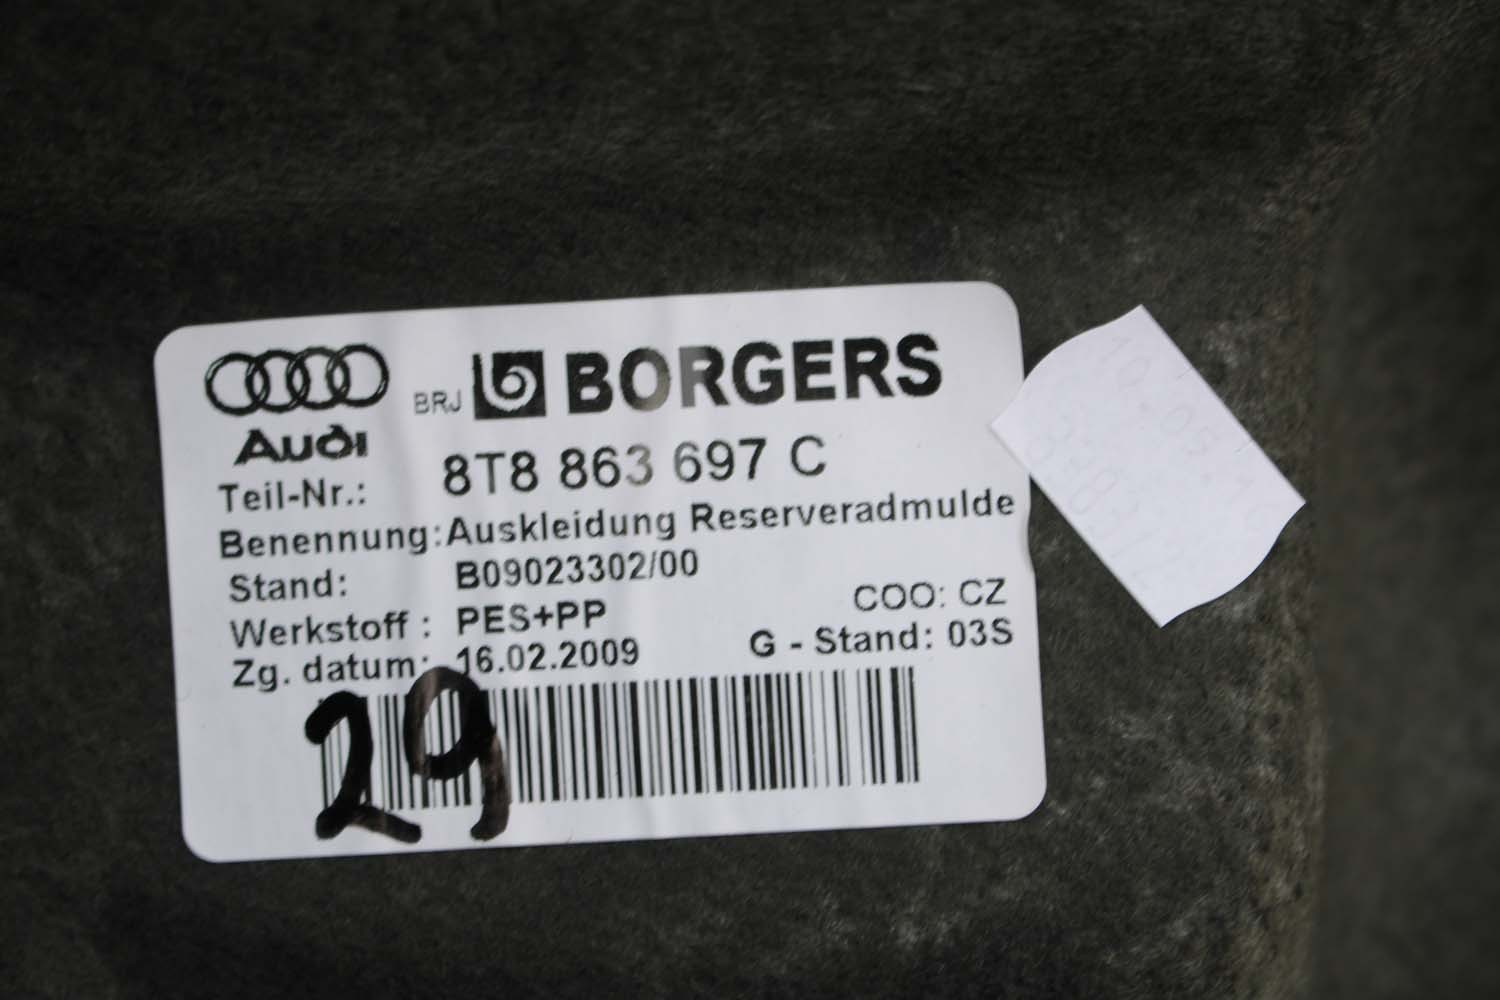 Audi
BRJ BORGERS
Teil-Nr.: 8T8 863 697 C
Benennung: Auskleidung Reserveradmulde
Stand: B09023302/00
COO: CZ
Werkstoff : PES+PP
G - Stand: 03S
Zg. datum: 16.02.2009
29